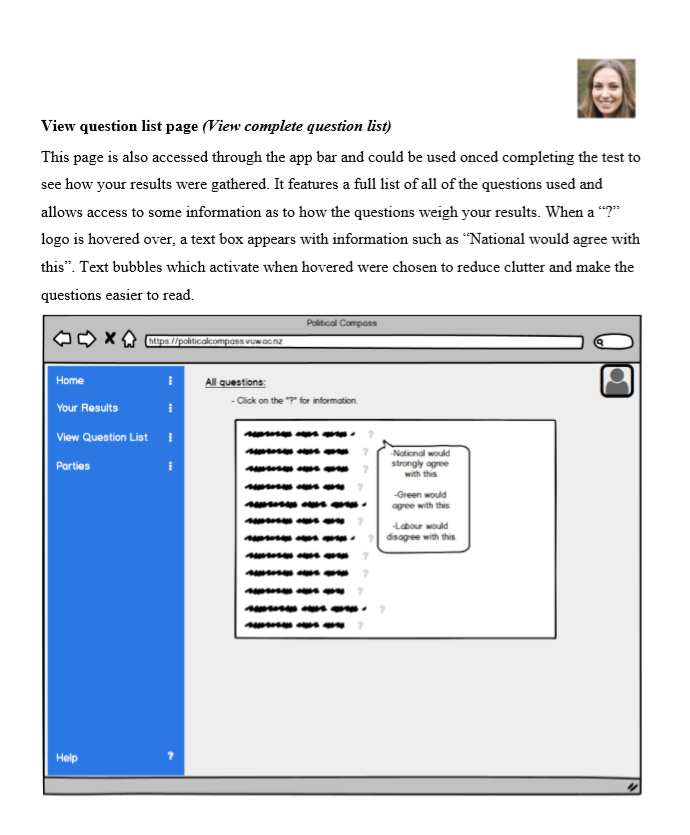 View question list page (View complete question list)
This page is also accessed through the app bar and could be used onced completing the test to
see how your results were gathered. It features a full list of all of the questions used and
allows access to some information as to how the questions weigh your results. When a “?”
logo is hovered over, a text box appears with information such as “National would agree with
this”. Text bubbles which activate when hovered were chosen to reduce clutter and make the
questions easier to read.
Political Compass
https://politicalcompass.vuw.ac.nz
Home
Your Results
View Question List
Parties
Help ?
All questions:
- Click on the "?" for information.
?
?
?
?
?
?
?
?
?
?
?
?
-National would
strongly agree
with this.
-Green would
agree with this.
-Labour would
disagree with this.